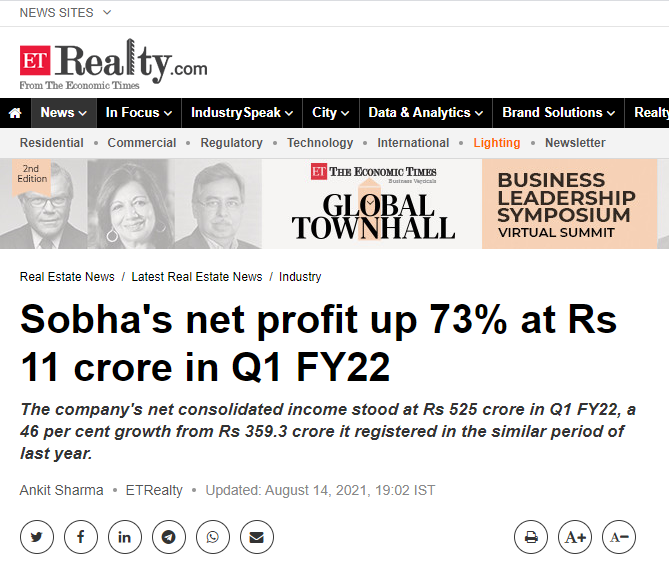 NEWS SITES
ET Realty.com
From The Economic Times
News In Focus IndustrySpeak City Data & Analytics Brand Solutions Realty
Residential • Commercial • Regulatory • Technology • International • Lighting • Newsletter
2nd
Edition
ET THE ECONOMIC TIMES
Business Verticals
GLOBAL
TOWNHALL
BUSINESS
LEADERSHIP
SYMPOSIUM
VIRTUAL SUMMIT
Real Estate News / Latest Real Estate News / Industry
Sobha's net profit up 73% at Rs
11 crore in Q1 FY22
The company's net consolidated income stood at Rs 525 crore in Q1 FY22, a
46 per cent growth from Rs 359.3 crore it registered in the similar period of
last year.
Ankit Sharma • ETRealty • Updated: August 14, 2021, 19:02 IST
A+ A−